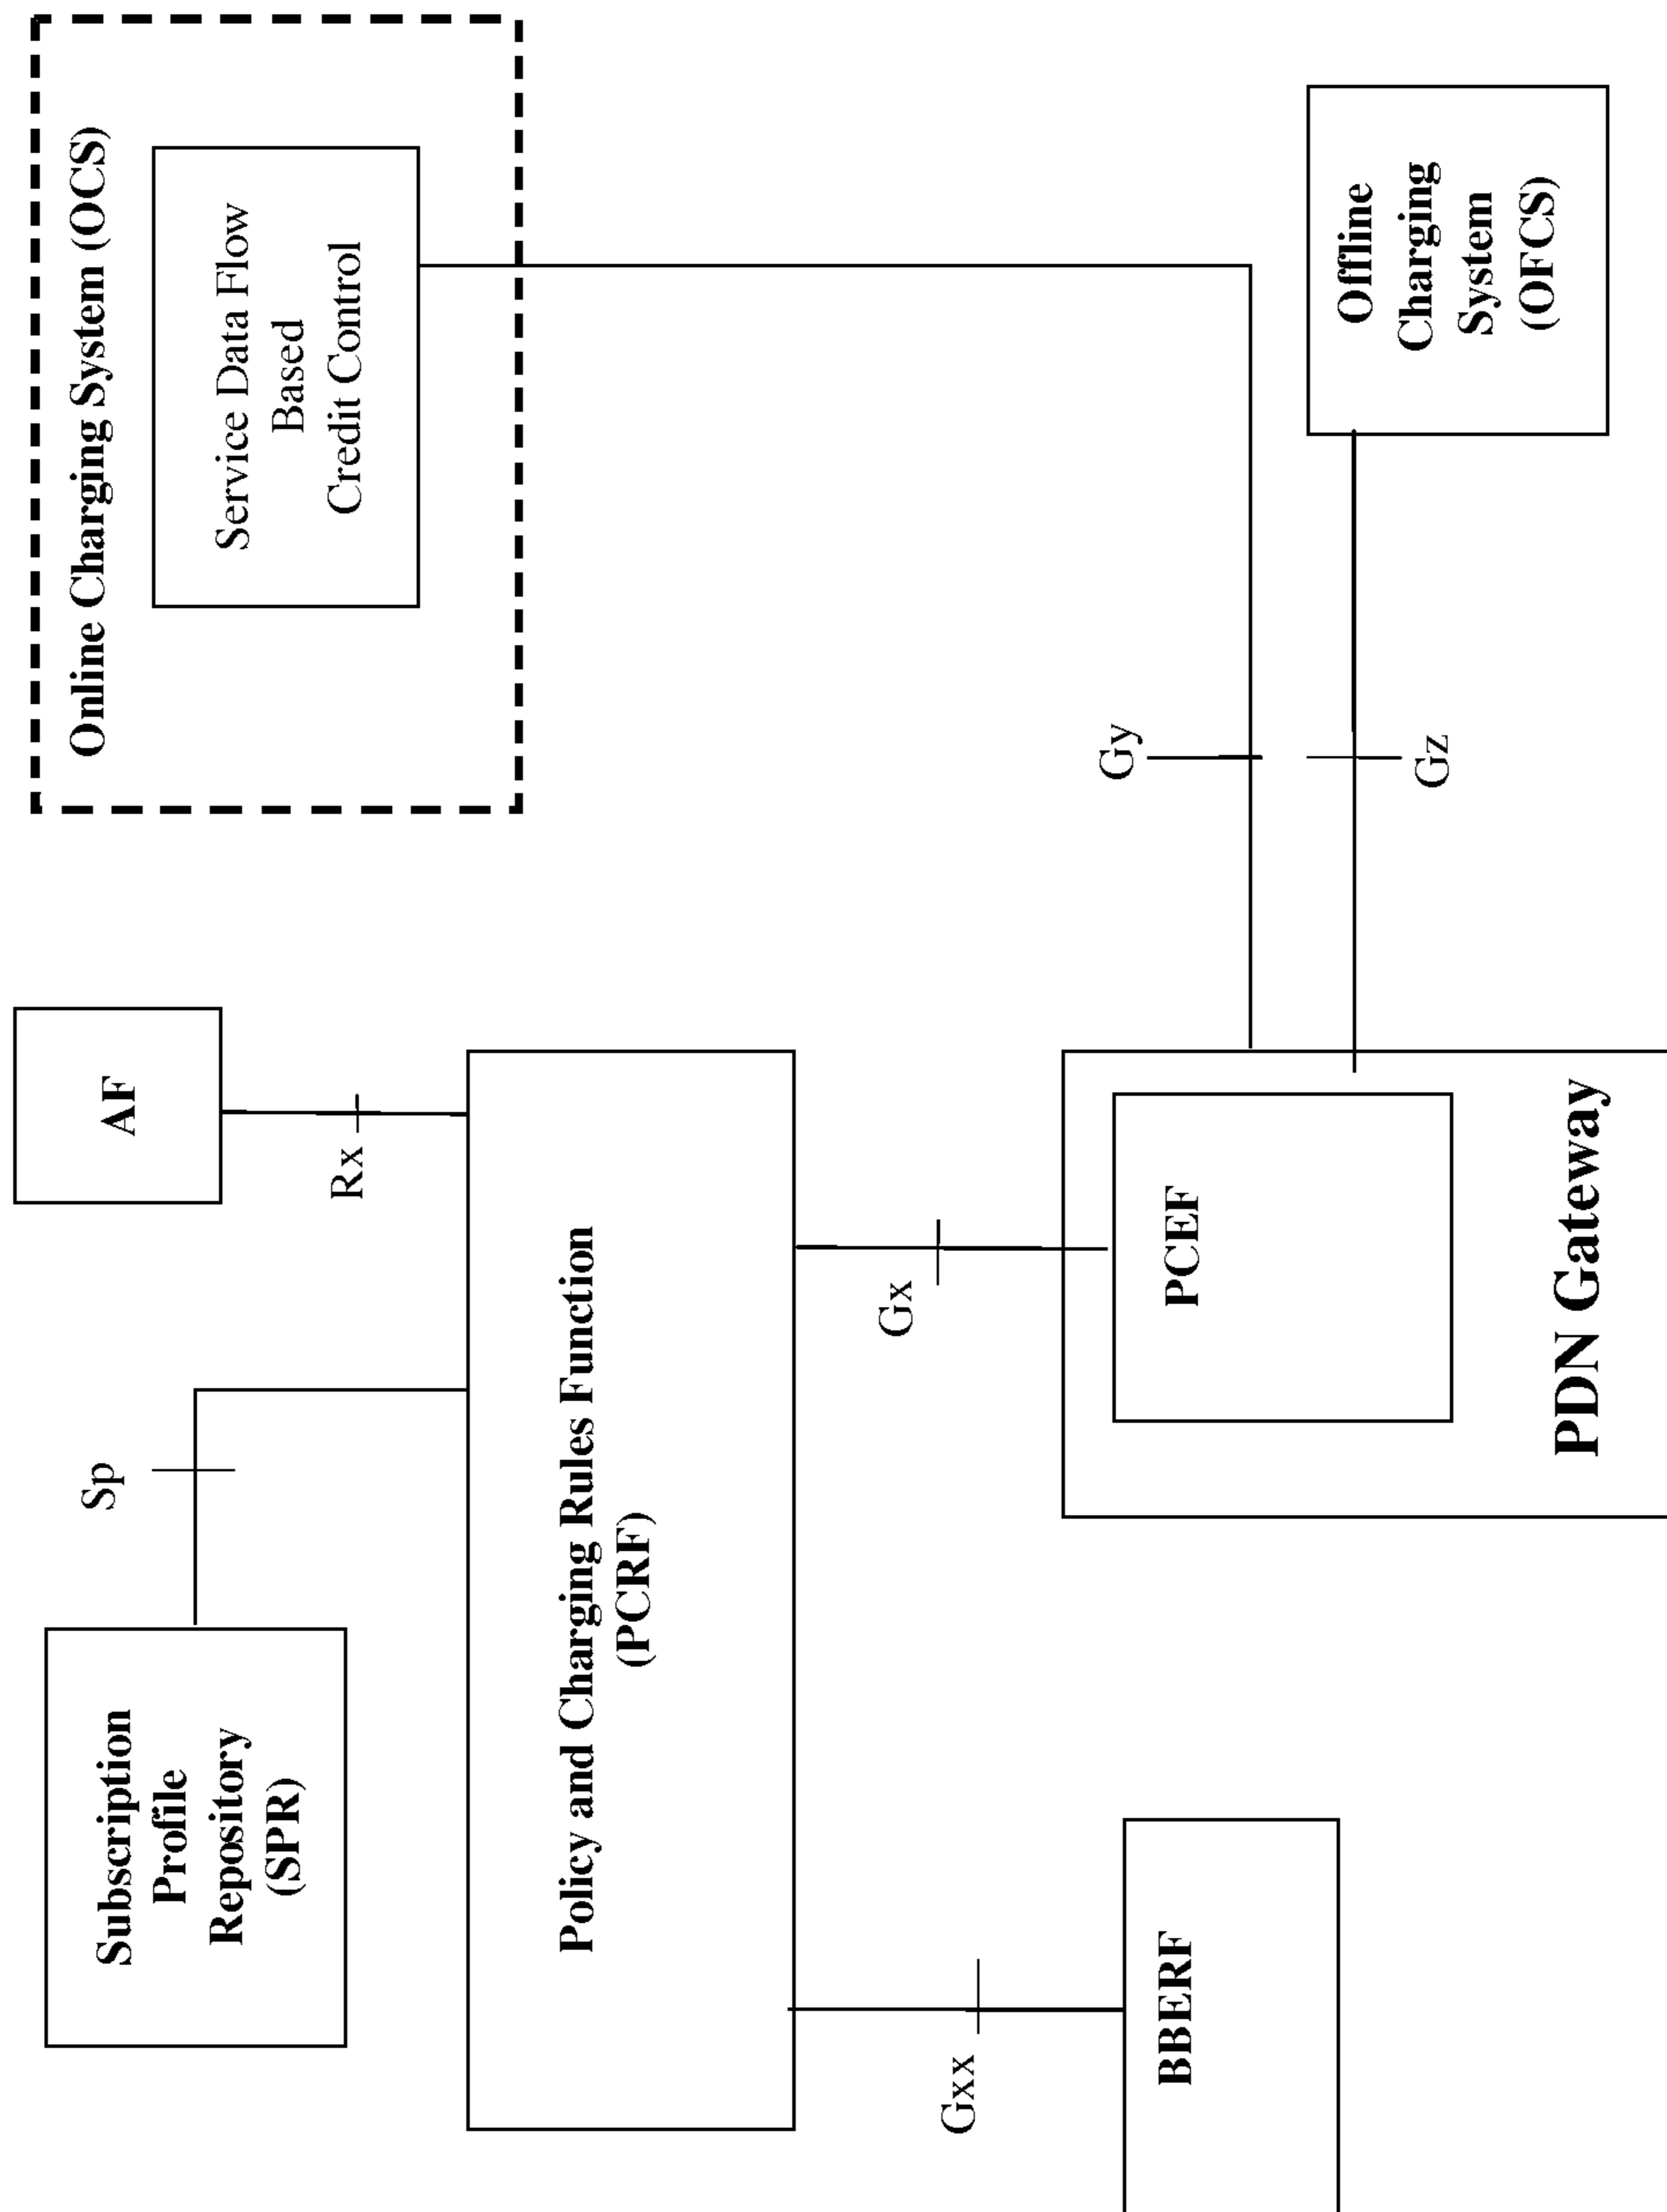 Subscription
Profile
Repository
(SPR)
Sp
AF
Rx
Online Charging System (OCS)
Service Data Flow
Based
Credit Control
Policy and Charging Rules Function
(PCRF)
Gxx
Gx
Gy
Gz
BBERF
PCEF
PDN Gateway
Offline
Charging
System
(OFCS)